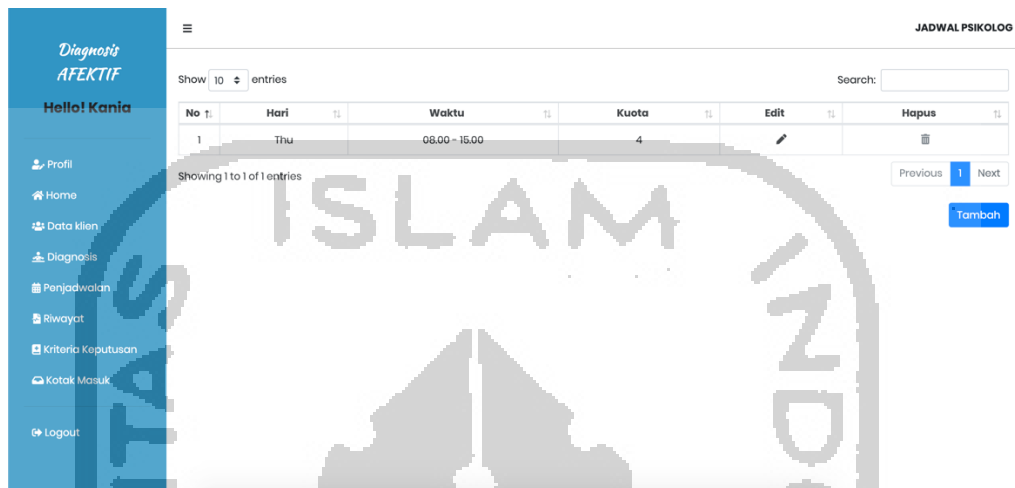 Diagnosis
AFEKTIF
Hello! Kania
Profil
Home
Data klien
Diagnosis
Penjadwalan
Riwayat
Kriteria Keputusan
Kotak Masuk
Logout
JADWAL PSIKOLOG
Show 10 entries
Search:
No Hari Waktu Kuota Edit Hapus
1 Thu 08.00 - 15.00 4
Showing 1 to 1 of 1 entries
Previous 1 Next
Tambah
ISLAM
INDO
TAS